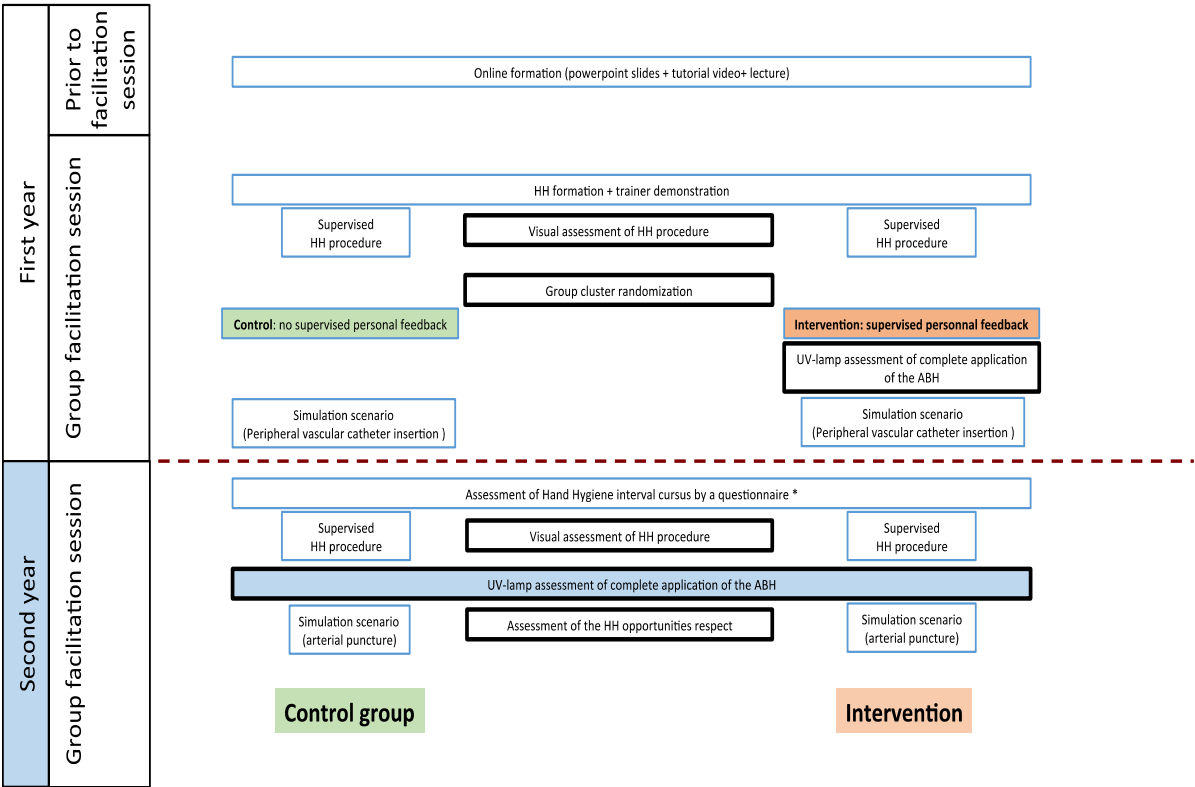 First year
Prior to
facilitation
session
Online formation (powerpoint slides + tutorial video+ lecture)
Group facilitation session
HH formation + trainer demonstration
Supervised
HH procedure
Visual assessment of HH procedure
Supervised
HH procedure
Group cluster randomization
Control: no supervised personal feedback
Intervention: supervised personnal feedback
UV-lamp assessment of complete application
of the ABH
Simulation scenario
(Peripheral vascular catheter insertion )
Simulation scenario
(Peripheral vascular catheter insertion )
Second year
Group facilitation session
Assessment of Hand Hygiene interval cursus by a questionnaire *
Supervised
HH procedure
Visual assessment of HH procedure
Supervised
HH procedure
UV-lamp assessment of complete application of the ABH
Simulation scenario
(arterial puncture)
Assessment of the HH opportunities respect
Simulation scenario
(arterial puncture)
Control group
Intervention